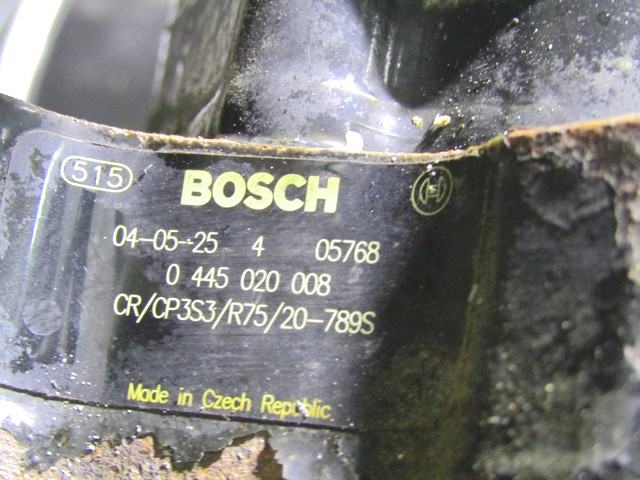 515 BOSCH
04-05-25 4 05768
0 445 020 008
CR/CP3S3/R75/20-789S
Made in Czech Republic